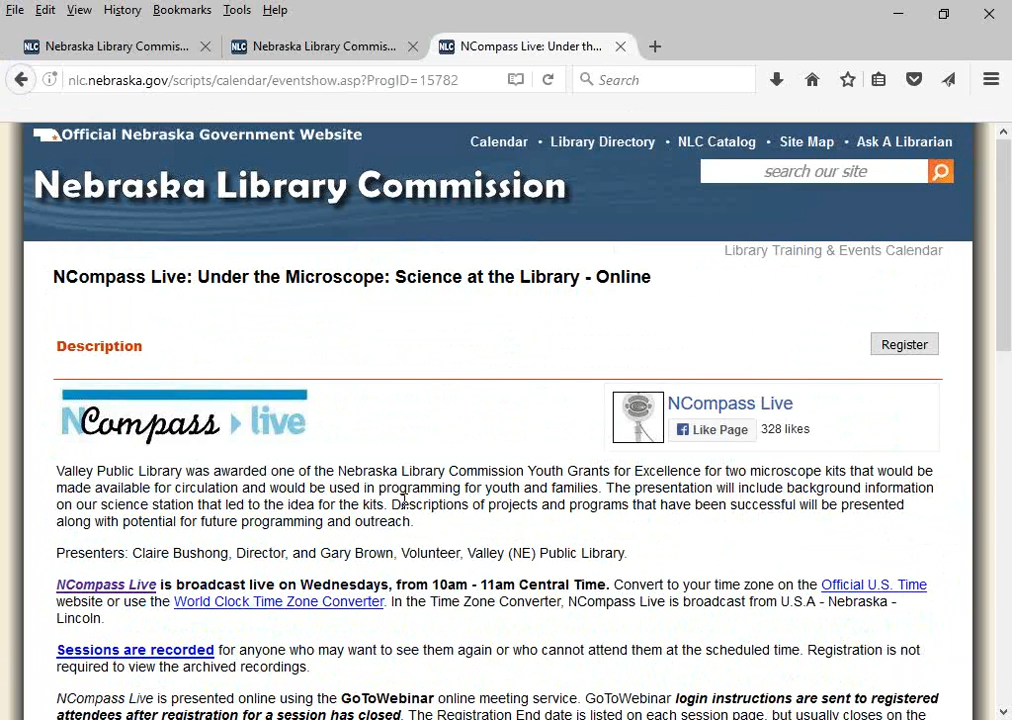 File Edit View History Bookmarks Tools Help
NLC Nebraska Library Commis... NLC Nebraska Library Commis... NLC NCompass Live: Under th...
nlc.nebraska.gov/scripts/calendar/eventshow.asp?ProgID=15782 Search
Official Nebraska Government Website
Calendar • Library Directory • NLC Catalog • Site Map • Ask A Librarian
Nebraska Library Commission
search our site
Library Training & Events Calendar
NCompass Live: Under the Microscope: Science at the Library - Online
Description
Register
NCompass live
NCompass Live
Like Page 328 likes
Valley Public Library was awarded one of the Nebraska Library Commission Youth Grants for Excellence for two microscope kits that would be
made available for circulation and would be used in programming for youth and families. The presentation will include background information
on our science station that led to the idea for the kits. Descriptions of projects and programs that have been successful will be presented
along with potential for future programming and outreach.
Presenters: Claire Bushong, Director, and Gary Brown, Volunteer, Valley (NE) Public Library.
NCompass Live is broadcast live on Wednesdays, from 10am - 11am Central Time. Convert to your time zone on the Official U.S. Time
website or use the World Clock Time Zone Converter. In the Time Zone Converter, NCompass Live is broadcast from U.S.A - Nebraska -
Lincoln.
Sessions are recorded for anyone who may want to see them again or who cannot attend them at the scheduled time. Registration is not
required to view the archived recordings.
NCompass Live is presented online using the GoToWebinar online meeting service. GoToWebinar login instructions are sent to registered
attendees after registration for a session has closed. The Registration End date is listed on each session page, but usually closes on the